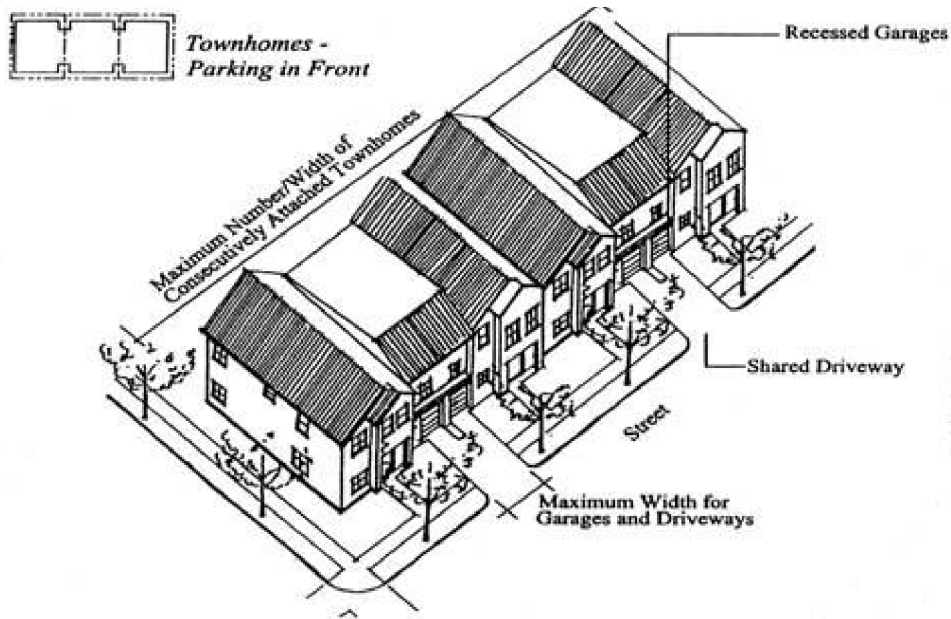 Townhomes -
Parking in Front
Recessed Garages
Maximum Number/Width of
Consecutively Attached Townhomes
Shared Driveway
Street
Maximum Width for
Garages and Driveways